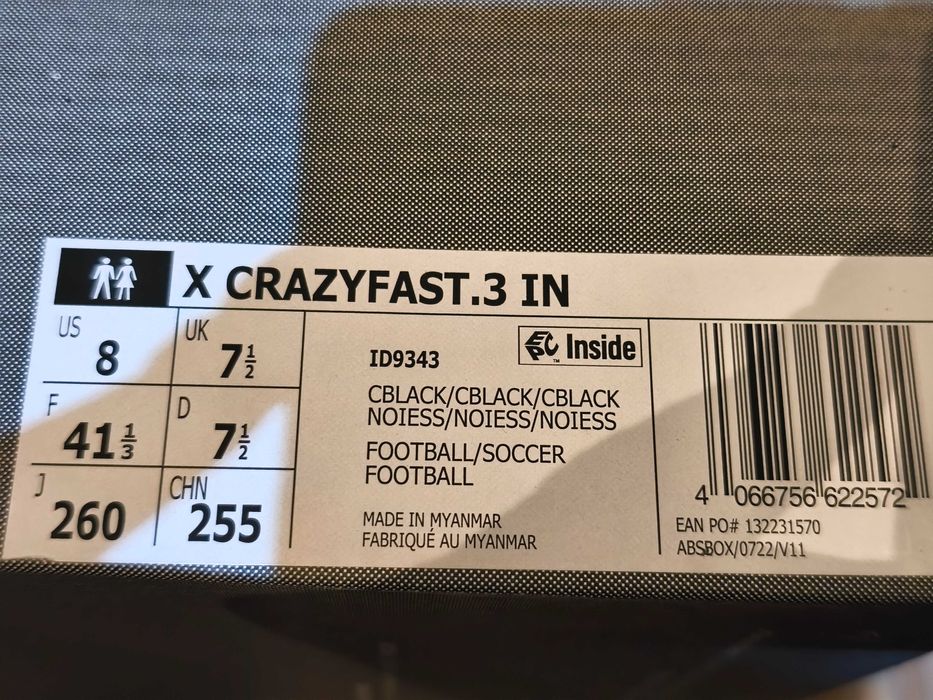 X CRAZYFAST.3 IN
US 8
UK 7½
F 41⅓
D 7½
J 260
CHN 255
ID9343
EPC Inside
™
CBLACK/CBLACK/CBLACK
NOIESS/NOIESS/NOIESS
FOOTBALL/SOCCER
FOOTBALL
MADE IN MYANMAR
FABRIQUÉ AU MYANMAR
4 066756 622572
EAN PO# 132231570
ABSBOX/0722/V11